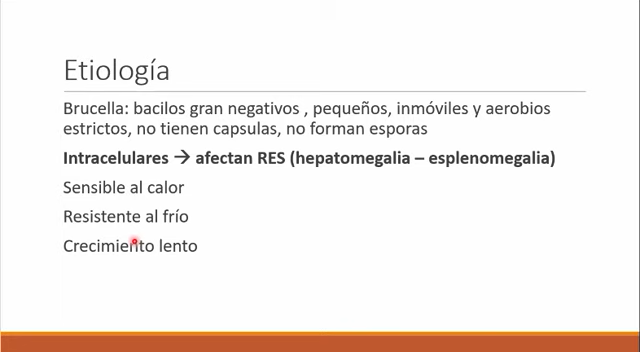 Etiología
Brucella: bacilos gran negativos , pequeños, inmóviles y aerobios
estrictos, no tienen capsulas, no forman esporas
Intracelulares → afectan RES (hepatomegalia – esplenomegalia)
Sensible al calor
Resistente al frío
Crecimiento lento